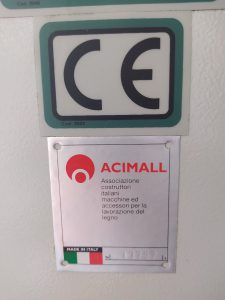 CE
ACIMALL
Associazione
costruttori
italiani
macchine ed
accessori per la
lavorazione del
legno
MADE IN ITALY